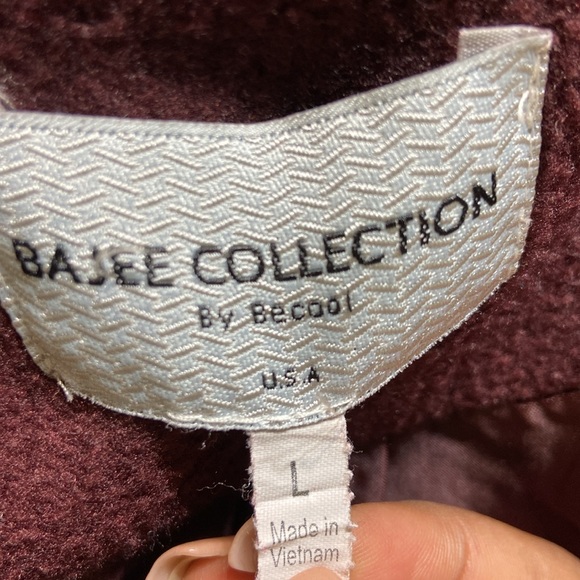 BAJEE COLLECTION
By Becool
U.S.A
L
Made in
Vietnam